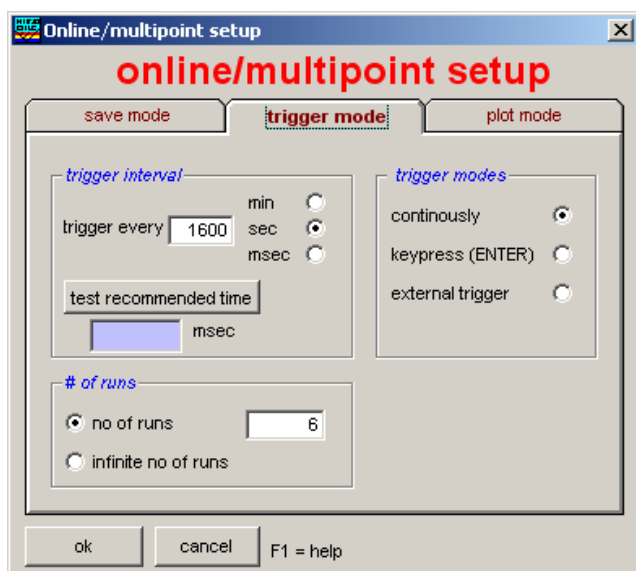 Online/multipoint setup
online/multipoint setup
save mode
trigger mode
plot mode
trigger interval
trigger every 1600
min
sec
msec
test recommended time
msec
trigger modes
continously
keypress (ENTER)
external trigger
# of runs
no of runs 6
infinite no of runs
ok
cancel
F1 = help